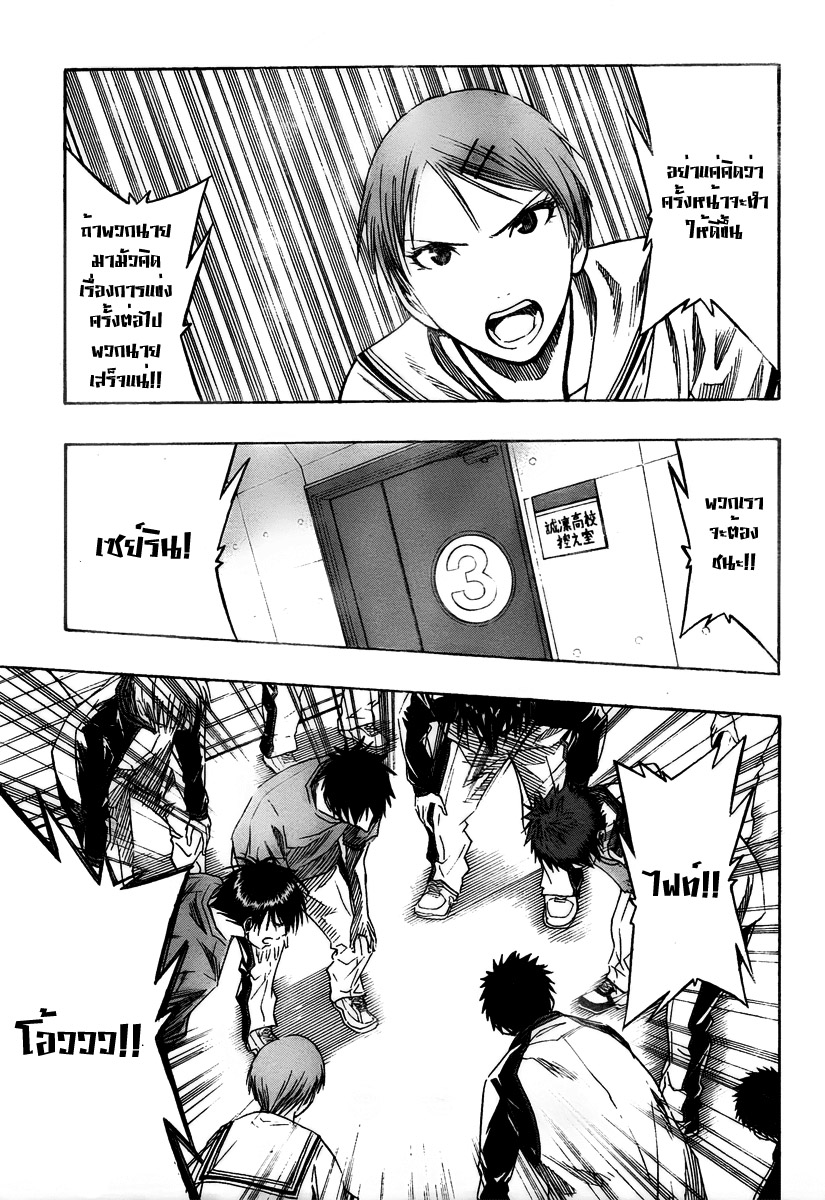 อย่าแค่คิดว่า
ครั้งหน้าจะทำ
ให้ดีขึ้น
ถ้าพวกนาย
มามัวคิด
เรื่องการแข่ง
ครั้งต่อไป
พวกนาย
เสร็จแน่!!
พวกเรา
จะต้อง
ชนะ!!
誠凛高校
控え室
3
เซย์ริน!
ไฟท์!!
โอ้ววว!!